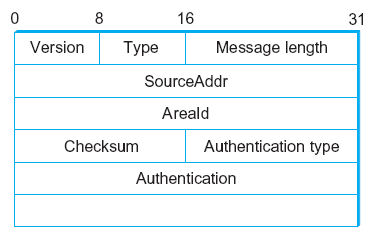 0 8 16 31
Version Type Message length
SourceAddr
AreaId
Checksum Authentication type
Authentication